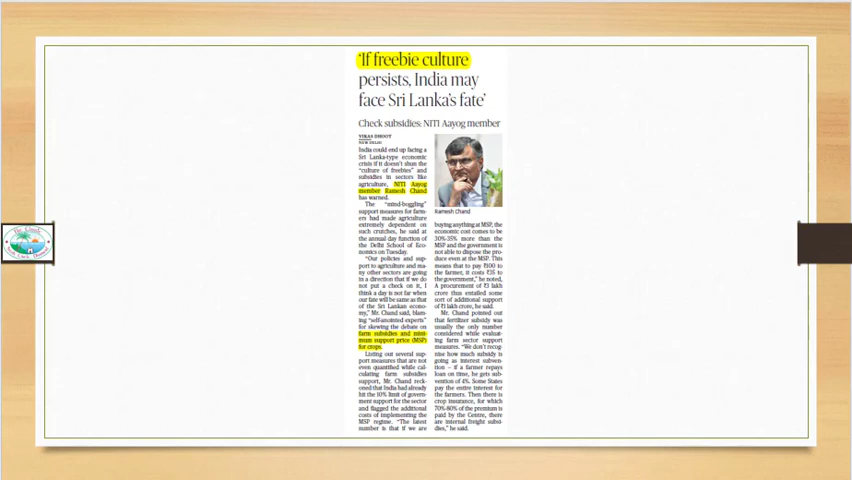 'If freebie culture
persists, India may
face Sri Lanka's fate'
Check subsidies: NITI Aayog member
VIKAS DHOOT
NEW DELHI
India could end up facing a
Sri Lanka-type economic
crisis if it doesn't shun the
"culture of freebies" and
subsidies in sectors like
agriculture, NITI Aayog
member Ramesh Chand
has warned.
The "mind-boggling"
support measures for farm-
ers had made agriculture
extremely dependent on
such crutches, he said at
the annual day function of
the Delhi School of Eco-
nomics on Tuesday.
"Our policies and sup-
port to agriculture and ma-
ny other sectors are going
in a direction that if we do
not put a check on it, I
think a day is not far when
our fate will be same as that
of the Sri Lankan econo-
my," Mr. Chand said, blam-
ing "self-anointed experts"
for skewing the debate on
farm subsidies and mini-
mum support price (MSP)
for crops.
Listing out several sup-
port measures that are not
even quantified while cal-
culating farm subsidies
support, Mr. Chand reck-
oned that India had already
hit the 10% limit of govern-
ment support for the sector
and flagged the additional
costs of implementing the
MSP regime. "The latest
number is that if we are
Ramesh Chand
buying anything at MSP, the
economic cost comes to be
30%-35% more than the
MSP and the government is
not able to dispose the pro-
duce even at the MSP. This
means that to pay ₹100 to
the farmer, it costs ₹35 to
the government," he noted.
A procurement of ₹3 lakh
crore thus entailed some
sort of additional support
of ₹1 lakh crore, he said.
Mr. Chand pointed out
that fertilizer subsidy was
usually the only number
considered while evaluat-
ing farm sector support
measures. "We don't recog-
nise how much subsidy is
going as interest subven-
tion – if a farmer repays
loan on time, he gets sub-
vention of 4%. Some States
pay the entire interest for
the farmers. Then there is
crop insurance, for which
70%-80% of the premium is
paid by the Centre, there
are internal freight subsi-
dies," he said.